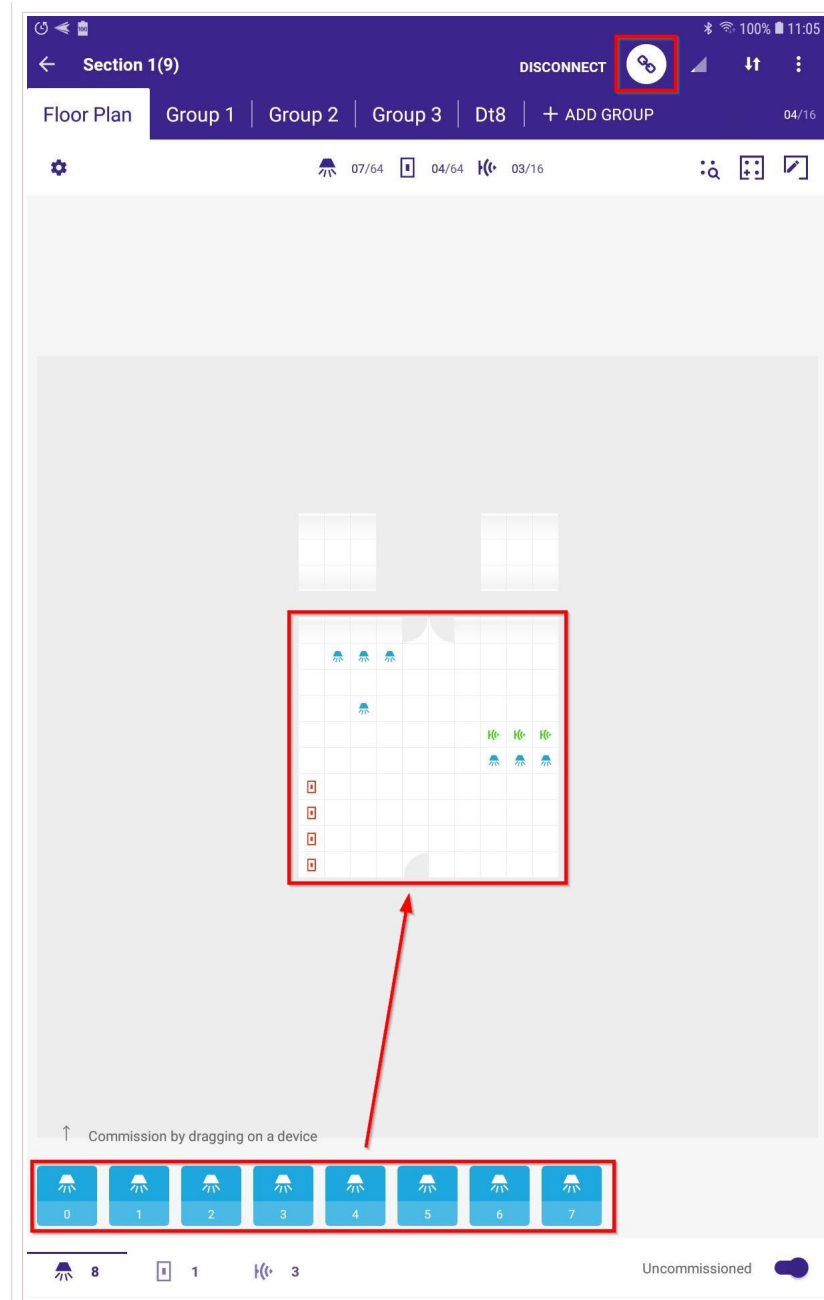 100
100% 11:05
Section 1(9)
DISCONNECT
Floor Plan Group 1 Group 2 Group 3 Dt8 + ADD GROUP 04/16
07/64 04/64 03/16
↑ Commission by dragging on a device
0 1 2 3 4 5 6 7
8 1 3 Uncommissioned